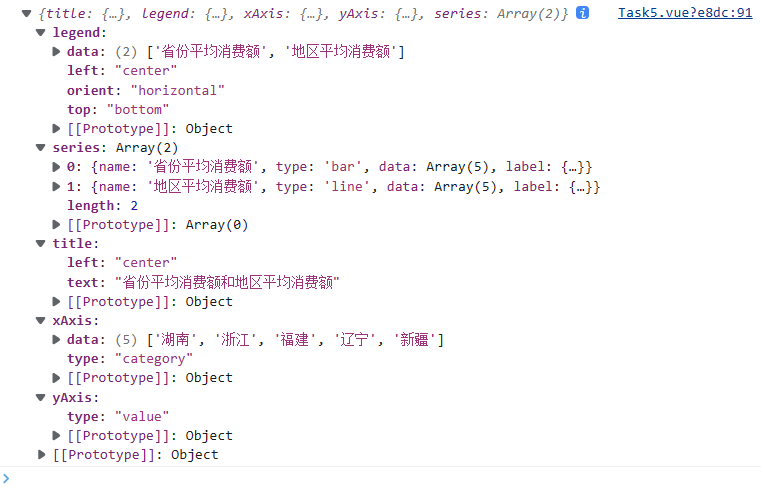 {title: {…}, legend: {…}, xAxis: {…}, yAxis: {…}, series: Array(2)} i Task5.vue?e8dc:91
legend:
data: (2) ['省份平均消费额', '地区平均消费额']
left: "center"
orient: "horizontal"
top: "bottom"
[[Prototype]]: Object
series: Array(2)
0: {name: '省份平均消费额', type: 'bar', data: Array(5), label: {…}}
1: {name: '地区平均消费额', type: 'line', data: Array(5), label: {…}}
length: 2
[[Prototype]]: Array(0)
title:
left: "center"
text: "省份平均消费额和地区平均消费额"
[[Prototype]]: Object
xAxis:
data: (5) ['湖南', '浙江', '福建', '辽宁', '新疆']
type: "category"
[[Prototype]]: Object
yAxis:
type: "value"
[[Prototype]]: Object
[[Prototype]]: Object